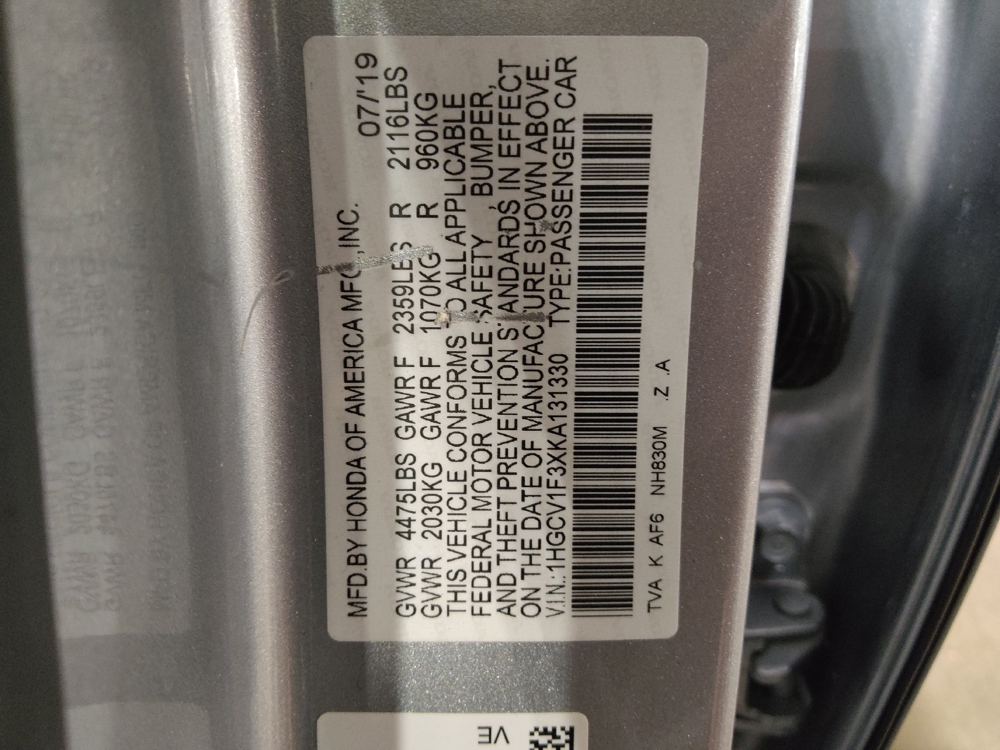 MFD.BY HONDA OF AMERICA MFG.,INC. 07/'19
GVWR 4475LBS GAWR F 2359LBS R 2116LBS
GVWR 2030KG GAWR F 1070KG R 960KG
THIS VEHICLE CONFORMS TO ALL APPLICABLE
FEDERAL MOTOR VEHICLE SAFETY, BUMPER,
AND THEFT PREVENTION STANDARDS, IN EFFECT
ON THE DATE OF MANUFACTURE SHOWN ABOVE.
V.I.N.:1HGCV1F3XKA131330 TYPE:PASSENGER CAR
TVA K AF6 NH830M .Z .A
VE